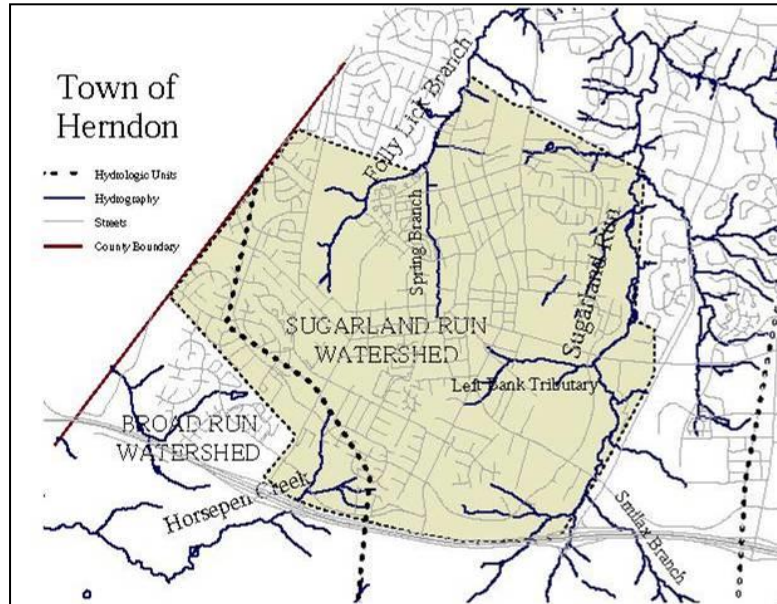 Town of
Herndon
Hydrologic Units
Hydrography
Streets
County Boundary
Folly Lick Branch
Spring Branch
Sugarland Run
SUGARLAND RUN
WATERSHED
Left Bank Tributary
BROAD RUN
WATERSHED
Horsepen Creek
Smilax Branch